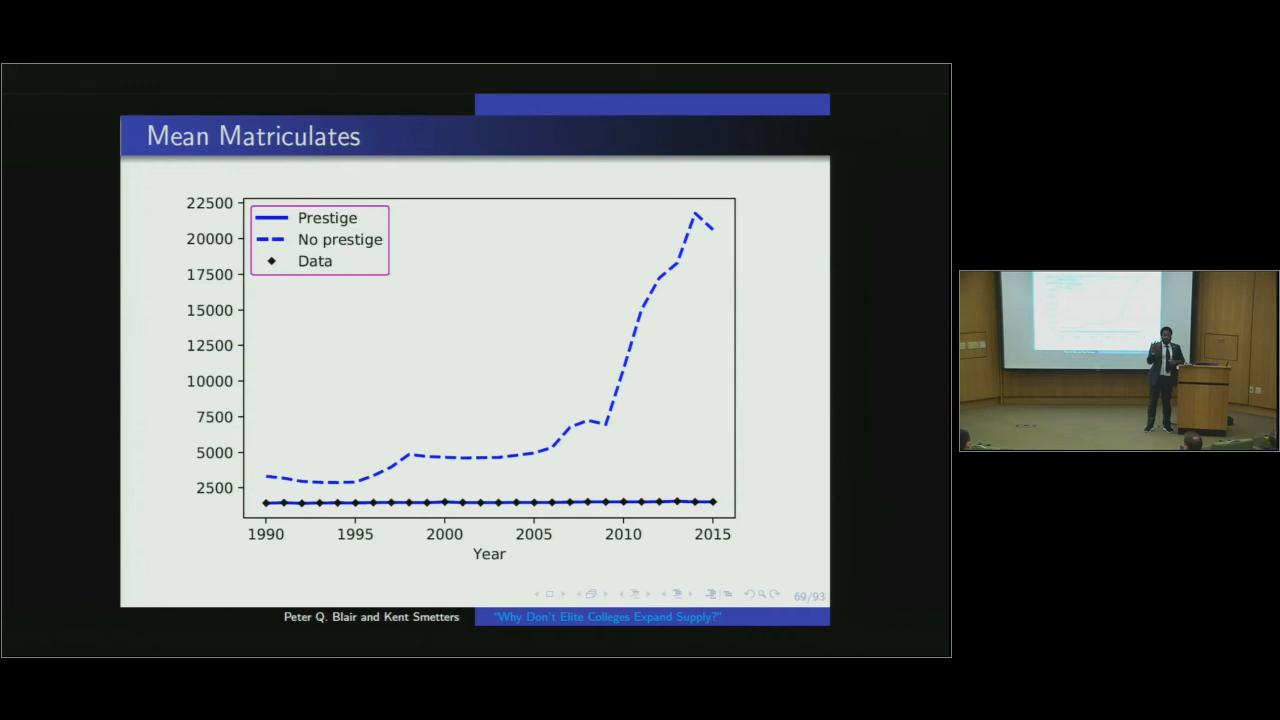 Mean Matriculates
22500
20000
17500
15000
12500
10000
7500
5000
2500
Prestige
No prestige
Data
1990 1995 2000 2005 2010 2015
Year
69/93
Peter Q. Blair and Kent Smetters
"Why Don't Elite Colleges Expand Supply?"